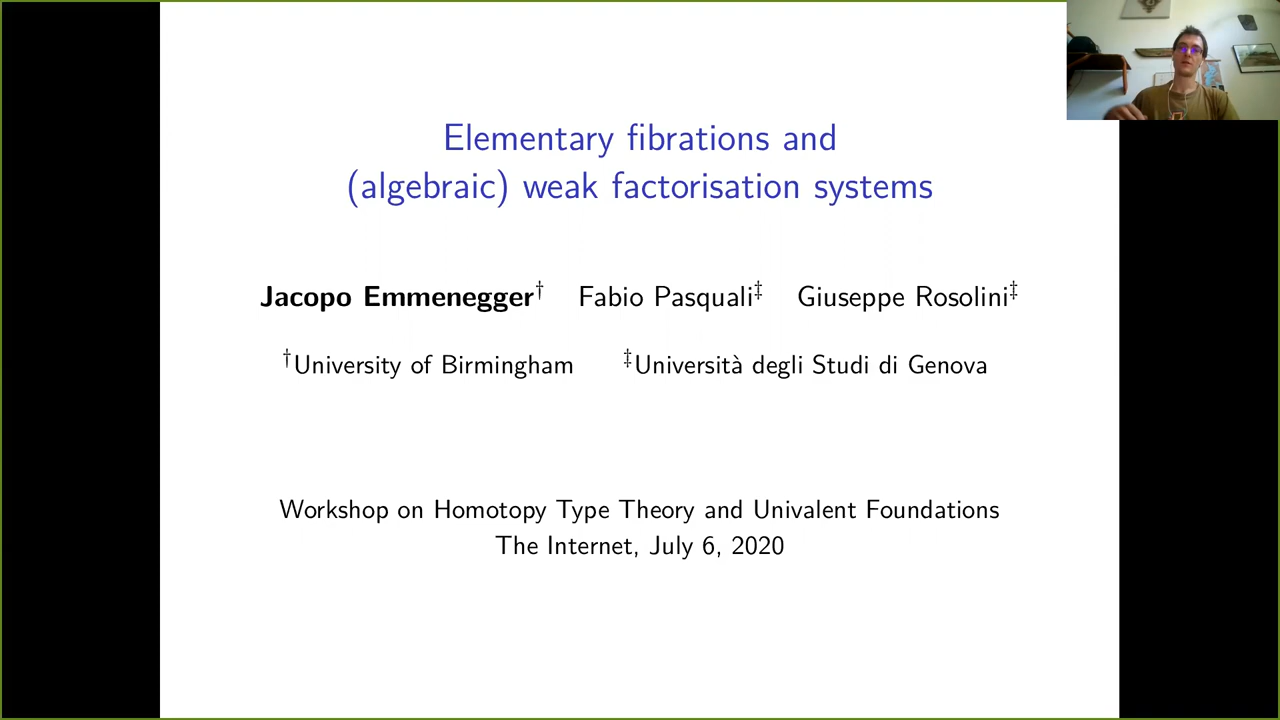 Elementary fibrations and
(algebraic) weak factorisation systems
Jacopo Emmenegger† Fabio Pasquali‡ Giuseppe Rosolini‡
†University of Birmingham ‡Università degli Studi di Genova
Workshop on Homotopy Type Theory and Univalent Foundations
The Internet, July 6, 2020